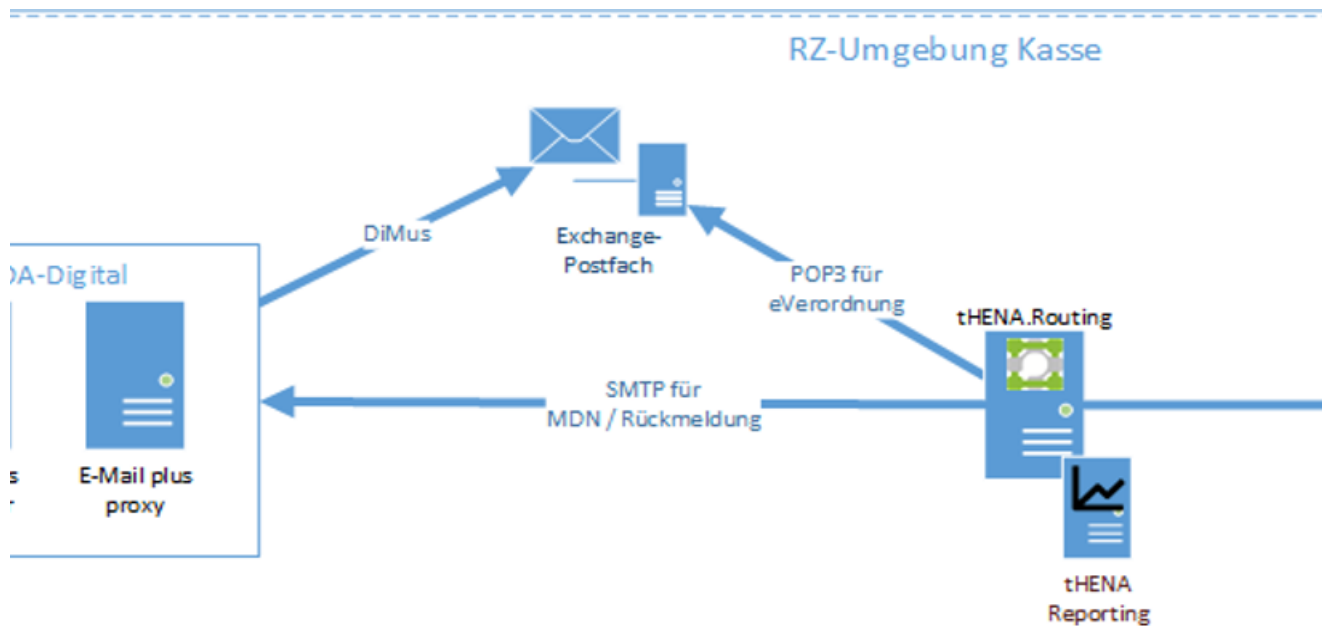 RZ-Umgebung Kasse
DiMus
Exchange-
Postfach
DA-Digital
POP3 für
eVerordnung
tHENA.Routing
SMTP für
MDN / Rückmeldung
E-Mail plus
proxy
s
r
tHENA
Reporting